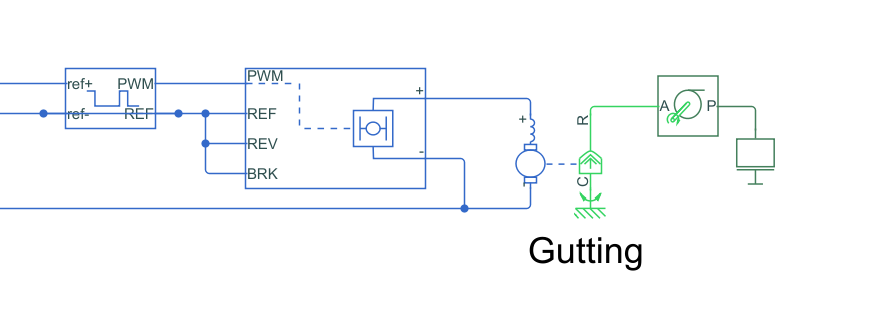 ref+ PWM
ref- REF
PWM
REF
REV
BRK
+
-
+
-
R
C
A P
Gutting